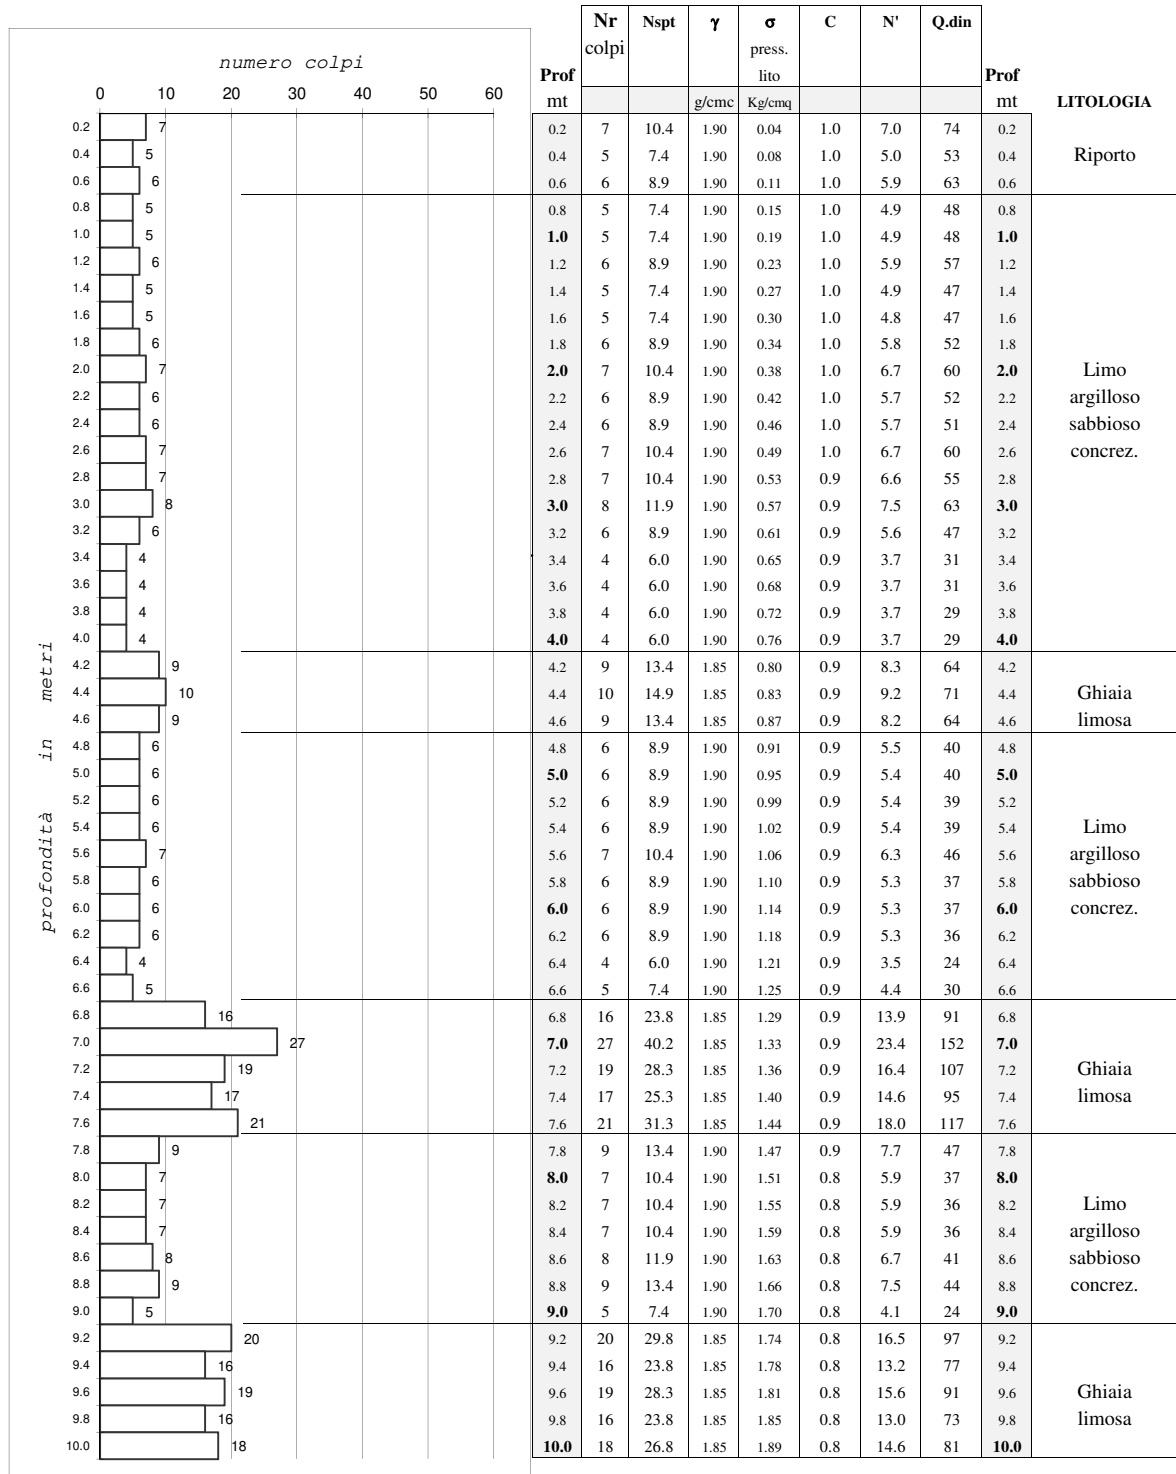 Nr Nspt γ σ C N' Q.din
colpi press.
numero colpi
Prof lito Prof
0 10 20 30 40 50 60
mt g/cmc Kg/cmq mt LITOLOGIA
0.2 7 0.2 7 10.4 1.90 0.04 1.0 7.0 74 0.2
0.4 5 0.4 5 7.4 1.90 0.08 1.0 5.0 53 0.4 Riporto
0.6 6 0.6 6 8.9 1.90 0.11 1.0 5.9 63 0.6
0.8 5 0.8 5 7.4 1.90 0.15 1.0 4.9 48 0.8
1.0 5 1.0 5 7.4 1.90 0.19 1.0 4.9 48 1.0
1.2 6 1.2 6 8.9 1.90 0.23 1.0 5.9 57 1.2
1.4 5 1.4 5 7.4 1.90 0.27 1.0 4.9 47 1.4
1.6 5 1.6 5 7.4 1.90 0.30 1.0 4.8 47 1.6
1.8 6 1.8 6 8.9 1.90 0.34 1.0 5.8 52 1.8
2.0 7 2.0 7 10.4 1.90 0.38 1.0 6.7 60 2.0 Limo
2.2 6 2.2 6 8.9 1.90 0.42 1.0 5.7 52 2.2 argilloso
2.4 6 2.4 6 8.9 1.90 0.46 1.0 5.7 51 2.4 sabbioso
2.6 7 2.6 7 10.4 1.90 0.49 1.0 6.7 60 2.6 concrez.
2.8 7 2.8 7 10.4 1.90 0.53 0.9 6.6 55 2.8
3.0 8 3.0 8 11.9 1.90 0.57 0.9 7.5 63 3.0
3.2 6 3.2 6 8.9 1.90 0.61 0.9 5.6 47 3.2
3.4 4 3.4 4 6.0 1.90 0.65 0.9 3.7 31 3.4
3.6 4 3.6 4 6.0 1.90 0.68 0.9 3.7 31 3.6
3.8 4 3.8 4 6.0 1.90 0.72 0.9 3.7 29 3.8
4.0 4 4.0 4 6.0 1.90 0.76 0.9 3.7 29 4.0
4.2 9 4.2 9 13.4 1.85 0.80 0.9 8.3 64 4.2
4.4 10 4.4 10 14.9 1.85 0.83 0.9 9.2 71 4.4 Ghiaia
4.6 9 4.6 9 13.4 1.85 0.87 0.9 8.2 64 4.6 limosa
profondità in metri
4.8 6 4.8 6 8.9 1.90 0.91 0.9 5.5 40 4.8
5.0 6 5.0 6 8.9 1.90 0.95 0.9 5.4 40 5.0
5.2 6 5.2 6 8.9 1.90 0.99 0.9 5.4 39 5.2
5.4 6 5.4 6 8.9 1.90 1.02 0.9 5.4 39 5.4 Limo
5.6 7 5.6 7 10.4 1.90 1.06 0.9 6.3 46 5.6 argilloso
5.8 6 5.8 6 8.9 1.90 1.10 0.9 5.3 37 5.8 sabbioso
6.0 6 6.0 6 8.9 1.90 1.14 0.9 5.3 37 6.0 concrez.
6.2 6 6.2 6 8.9 1.90 1.18 0.9 5.3 36 6.2
6.4 4 6.4 4 6.0 1.90 1.21 0.9 3.5 24 6.4
6.6 5 6.6 5 7.4 1.90 1.25 0.9 4.4 30 6.6
6.8 16 6.8 16 23.8 1.85 1.29 0.9 13.9 91 6.8
7.0 27 7.0 27 40.2 1.85 1.33 0.9 23.4 152 7.0
7.2 19 7.2 19 28.3 1.85 1.36 0.9 16.4 107 7.2 Ghiaia
7.4 17 7.4 17 25.3 1.85 1.40 0.9 14.6 95 7.4 limosa
7.6 21 7.6 21 31.3 1.85 1.44 0.9 18.0 117 7.6
7.8 9 7.8 9 13.4 1.90 1.47 0.9 7.7 47 7.8
8.0 7 8.0 7 10.4 1.90 1.51 0.8 5.9 37 8.0
8.2 7 8.2 7 10.4 1.90 1.55 0.8 5.9 36 8.2 Limo
8.4 7 8.4 7 10.4 1.90 1.59 0.8 5.9 36 8.4 argilloso
8.6 8 8.6 8 11.9 1.90 1.63 0.8 6.7 41 8.6 sabbioso
8.8 9 8.8 9 13.4 1.90 1.66 0.8 7.5 44 8.8 concrez.
9.0 5 9.0 5 7.4 1.90 1.70 0.8 4.1 24 9.0
9.2 20 9.2 20 29.8 1.85 1.74 0.8 16.5 97 9.2
9.4 16 9.4 16 23.8 1.85 1.78 0.8 13.2 77 9.4
9.6 19 9.6 19 28.3 1.85 1.81 0.8 15.6 91 9.6 Ghiaia
9.8 16 9.8 16 23.8 1.85 1.85 0.8 13.0 73 9.8 limosa
10.0 18 10.0 18 26.8 1.85 1.89 0.8 14.6 81 10.0